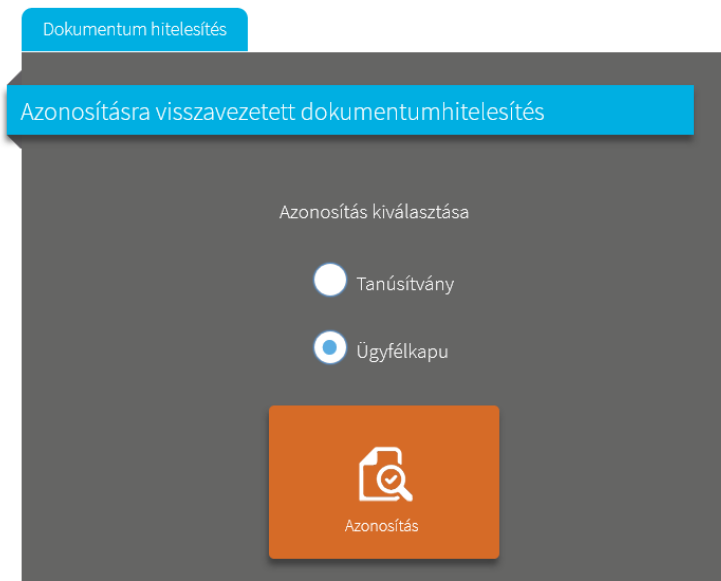 Dokumentum hitelesítés
Azonosításra visszavezetett dokumentumhitelesítés
Azonosítás kiválasztása
Tanúsítvány
Ügyfélkapu
Azonosítás